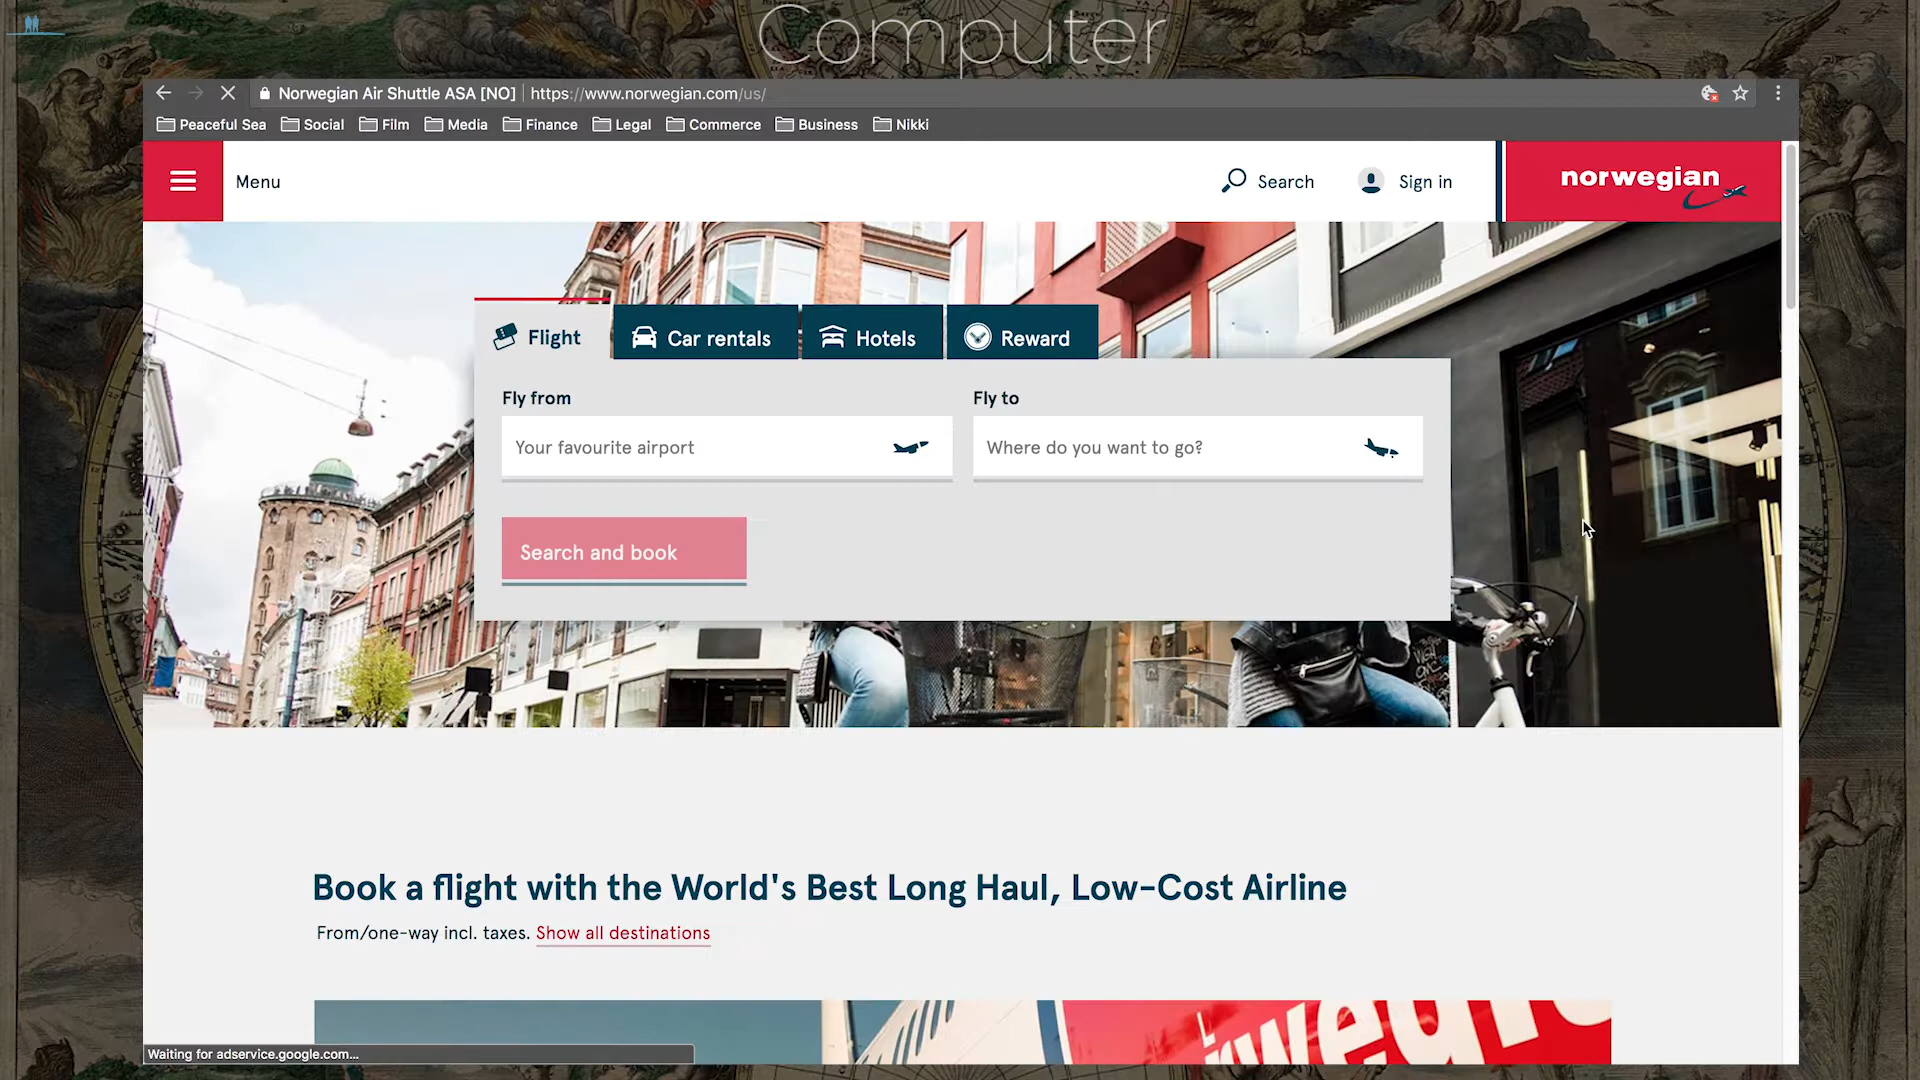 Computer
Norwegian Air Shuttle ASA [NO] https://www.norwegian.com/us/
Peaceful Sea Social Film Media Finance Legal Commerce Business Nikki
Menu Search Sign in norwegian
Flight Car rentals Hotels Reward
Fly from Fly to
Your favourite airport Where do you want to go?
Search and book
Book a flight with the World's Best Long Haul, Low-Cost Airline
From/one-way incl. taxes. Show all destinations
Waiting for adservice.google.com...